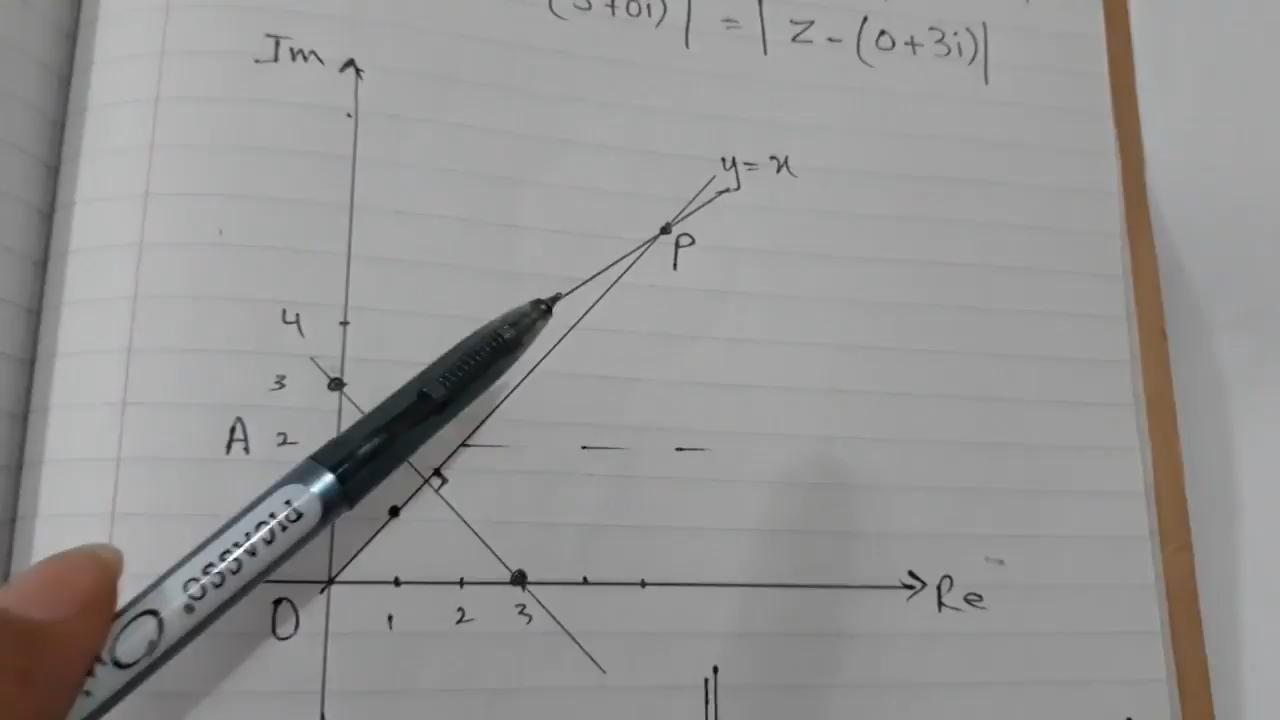 (3+0i)| = | z - (0+3i)|
Im
y = x
P
4
3
A 2
PICASSO
O 1 2 3 Re